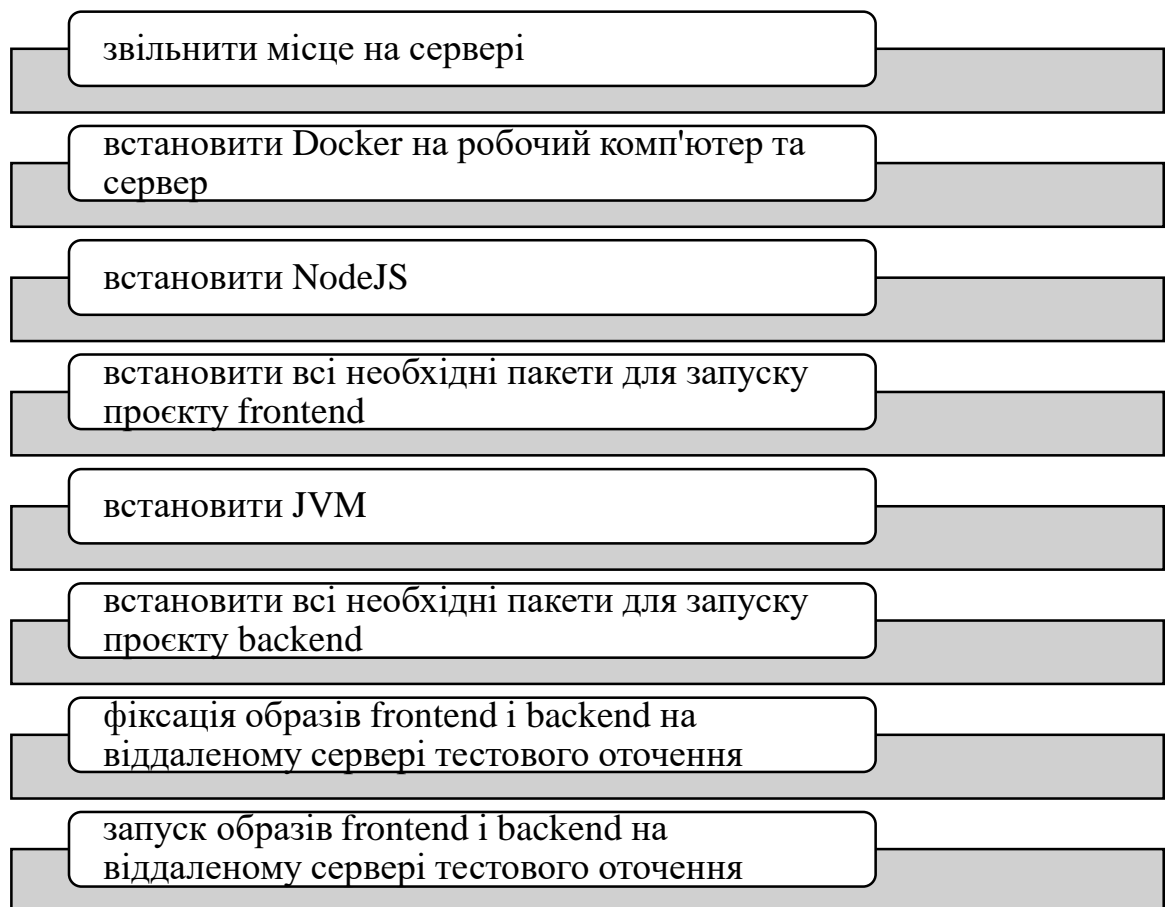 звільнити місце на сервері
встановити Docker на робочий комп'ютер та
сервер
встановити NodeJS
встановити всі необхідні пакети для запуску
проєкту frontend
встановити JVM
встановити всі необхідні пакети для запуску
проєкту backend
фіксація образів frontend і backend на
віддаленому сервері тестового оточення
запуск образів frontend і backend на
віддаленому сервері тестового оточення